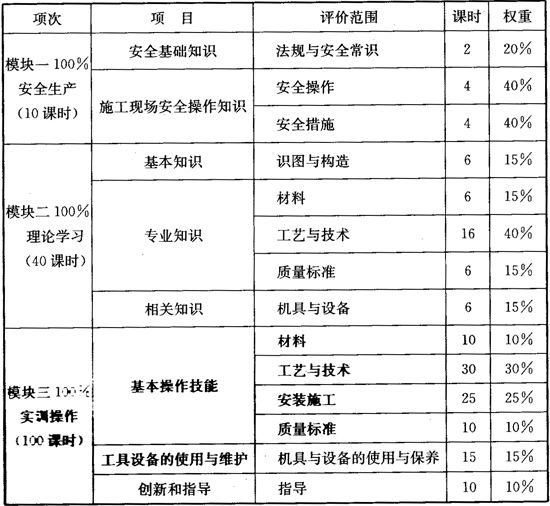 项次 项 目 评价范围 课时 权重
模块一 100% 安全生产 (10课时)
安全基础知识 法规与安全常识 2 20%
施工现场安全操作知识 安全操作 4 40%
安全措施 4 40%
模块二 100% 理论学习 (40课时)
基本知识 识图与构造 6 15%
专业知识 材料 6 15%
工艺与技术 16 40%
质量标准 6 15%
相关知识 机具与设备 6 15%
模块三 100% 实训操作 (100课时)
基本操作技能 材料 10 10%
工艺与技术 30 30%
安装施工 25 25%
质量标准 10 10%
工具设备的使用与维护 机具与设备的使用与保养 15 15%
创新和指导 指导 10 10%